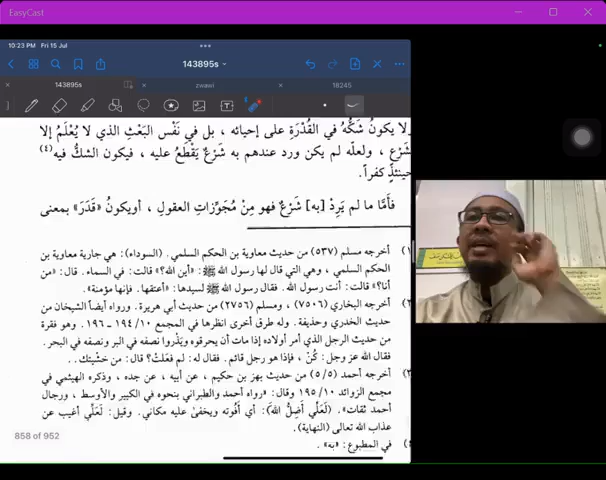 EasyCast
10:23 PM Fri 15 Jul
143895s
143895s
zwawi
18245
ولا يكونُ شكُّهُ في القُدْرَةِ على إحيائه ، بل في نَفْس البَعْثِ الذي لا يُعْلَمُ إلا
شَرْعٍ ، ولعلّه لم يكن ورد عندهم به شَرْعٌ يَقْطَعُ عليه ، فيكون الشكُّ فيه (٤)
حينئذٍ كفراً.
فأمَّا ما لم يَرِدْ [به] شَرْعٌ فهو مِنْ مُجَوِّزاتِ العقولِ ، أويكونُ «قَدَرَ» بمعنى
أخرجه مسلم (٥٣٧) من حديث معاوية بن الحكم السلمي. (السوداء): هي جارية معاوية بن
الحكم السلمي ، وهي التي قال لها رسول الله ﷺ: «أين الله؟» قالت: في السماء. قال: «من
أنا؟» قالت: أنت رسول الله. فقال رسول الله ﷺ لسيدها: «أعتقها. فإنها مؤمنة».
أخرجه البخاري (٧٥٠٦) ، ومسلم (٢٧٥٦) من حديث أبي هريرة. ورواه أيضاً الشيخان من
حديث الخدري وحذيفة. وله طرق أخرى انظرها في المجمع ١٠/ ١٩٤ ـ ١٩٦. وهو فقرة
من حديث الرجل الذي أمر أولاده إذا مات أن يحرقوه ويَذْروا نصفه في البر ونصفه في البحر.
فقال الله عز وجل: كُنْ، فإذا هو رجل قائم. فقال له: لم فعلتَ؟ قال: من خشيتك..
أخرجه أحمد (٥/٥) من حديث بهز بن حكيم ، عن أبيه ، عن جده ، وذكره الهيثمي في
مجمع الزوائد ١٠/ ١٩٥ وقال: «رواه أحمد والطبراني بنحوه في الكبير والأوسط ، ورجال
أحمد ثقات». (لَعَلِّي أَضِلُّ اللهَ): أي أفوته ويخفىٰ عليه مكاني. وقيل: لَعَلِّي أغيب عن
عذاب الله تعالى (النهاية).
في المطبوع: «به» .
858 of 952